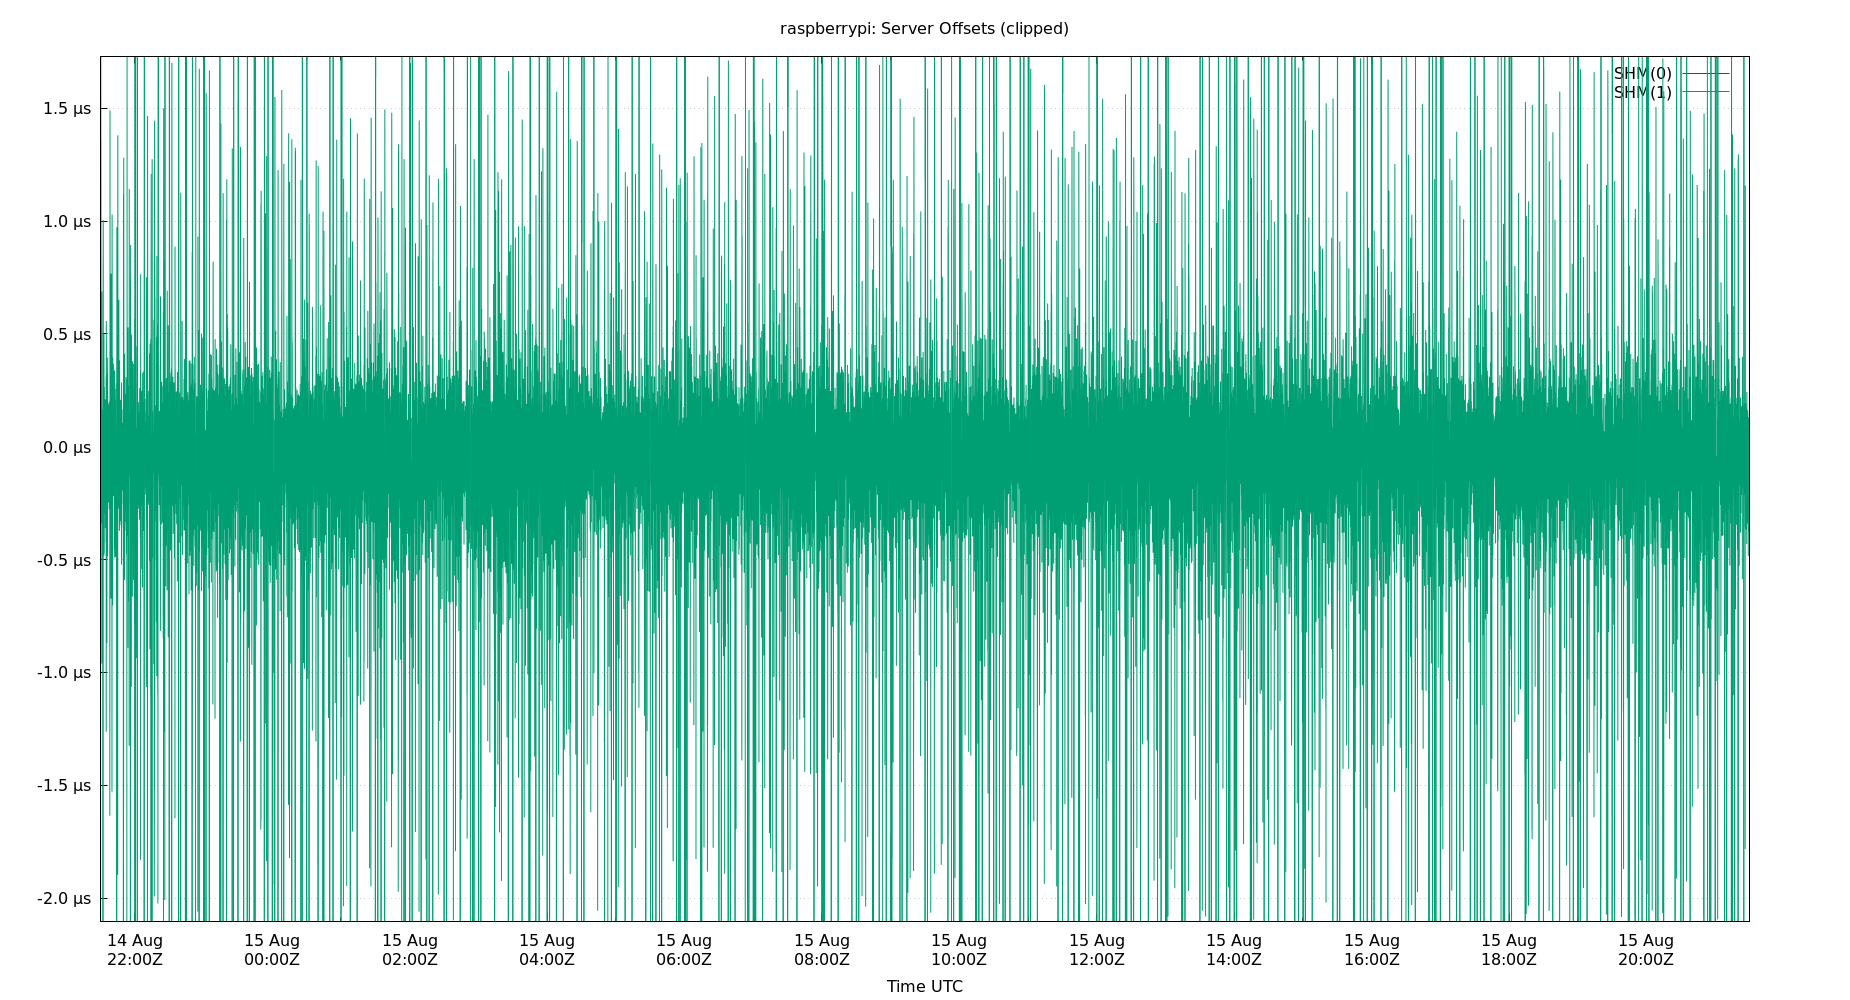 raspberrypi: Server Offsets (clipped)
SHM(0)
SHM(1)
1.5 µs
1.0 µs
0.5 µs
0.0 µs
-0.5 µs
-1.0 µs
-1.5 µs
-2.0 µs
14 Aug 15 Aug 15 Aug 15 Aug 15 Aug 15 Aug 15 Aug 15 Aug 15 Aug 15 Aug 15 Aug 15 Aug
22:00Z 00:00Z 02:00Z 04:00Z 06:00Z 08:00Z 10:00Z 12:00Z 14:00Z 16:00Z 18:00Z 20:00Z
Time UTC